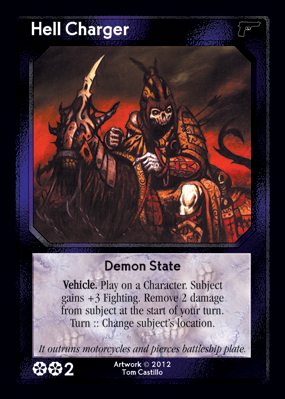 Hell Charger
Demon State
Vehicle. Play on a Character. Subject
gains +3 Fighting. Remove 2 damage
from subject at the start of your turn.
Turn :: Change subject's location.
It outruns motorcycles and pierces battleship plate.
Artwork © 2012
Tom Castillo
2